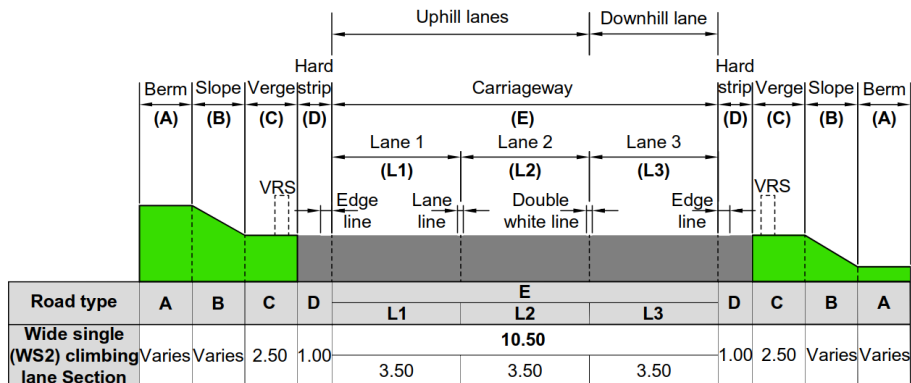 Uphill lanes Downhill lane
Hard Hard
Berm Slope Verge strip Carriageway strip Verge Slope Berm
(A) (B) (C) (D) (E) (D) (C) (B) (A)
Lane 1 Lane 2 Lane 3
(L1) (L2) (L3)
VRS VRS
Edge Lane Double Edge
line line white line line
Road type A B C D E D C B A
L1 L2 L3
Wide single
(WS2) climbing
lane Section
Varies Varies 2.50 1.00 10.50 1.00 2.50 Varies Varies
3.50 3.50 3.50